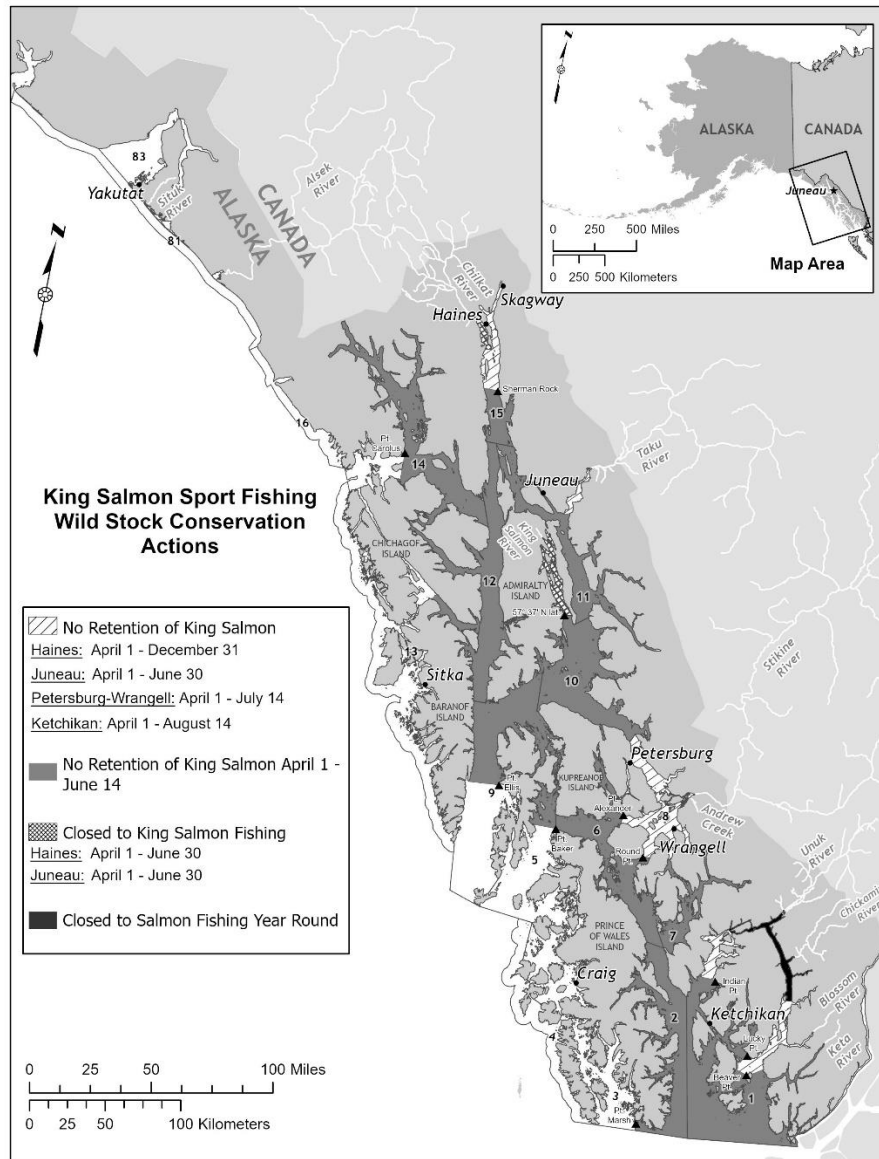 ALASKA
CANADA
Juneau
0 250 500 Miles
0 250 500 Kilometers
Map Area
83
Yakutat
Situk River
81
ALASKA
CANADA
Alsek River
Chilkat River
Skagway
Haines
Sherman Rock
15
16
Pt. Carolus
14
Juneau
Taku River
King Salmon Sport Fishing
Wild Stock Conservation
Actions
CHICHAGOF
ISLAND
King Salmon River
12
ADMIRALTY
ISLAND
11
57° 37' N lat.
13
Sitka
10
BARANOF
ISLAND
Stikine River
No Retention of King Salmon
Haines: April 1 - December 31
Juneau: April 1 - June 30
Petersburg-Wrangell: April 1 - July 14
Ketchikan: April 1 - August 14
No Retention of King Salmon April 1 -
June 14
Closed to King Salmon Fishing
Haines: April 1 - June 30
Juneau: April 1 - June 30
Closed to Salmon Fishing Year Round
Petersburg
Pt. Ellis
9
KUPREANOF
ISLAND
Pt. Alexander
8
Andrew Creek
6
Pt. Baker
Wrangell
5
Round Pt.
Unuk River
Chickamin River
PRINCE
OF WALES
ISLAND
7
Craig
Indian Pt.
Blossom River
2
Ketchikan
Keta River
Lucky Pt.
4
Beaver Pt.
3
1
Pt. Marsh
0 25 50 100 Miles
0 25 50 100 Kilometers